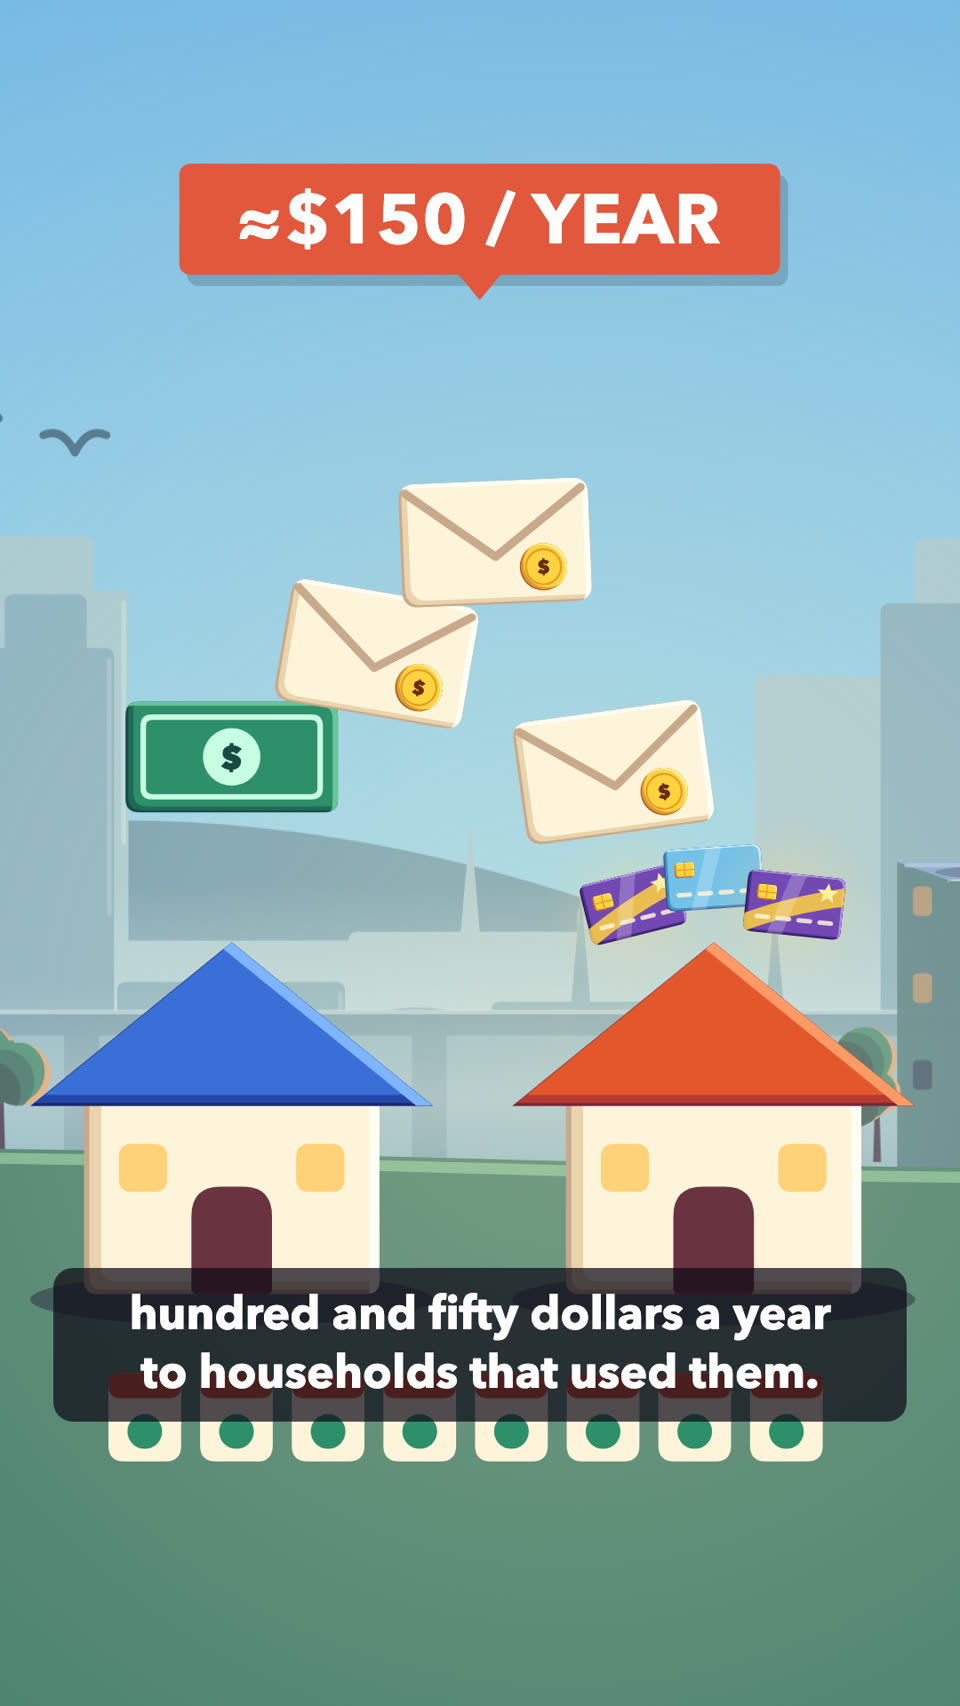 ≈$150 / YEAR
$
$
$
$
hundred and fifty dollars a year
to households that used them.